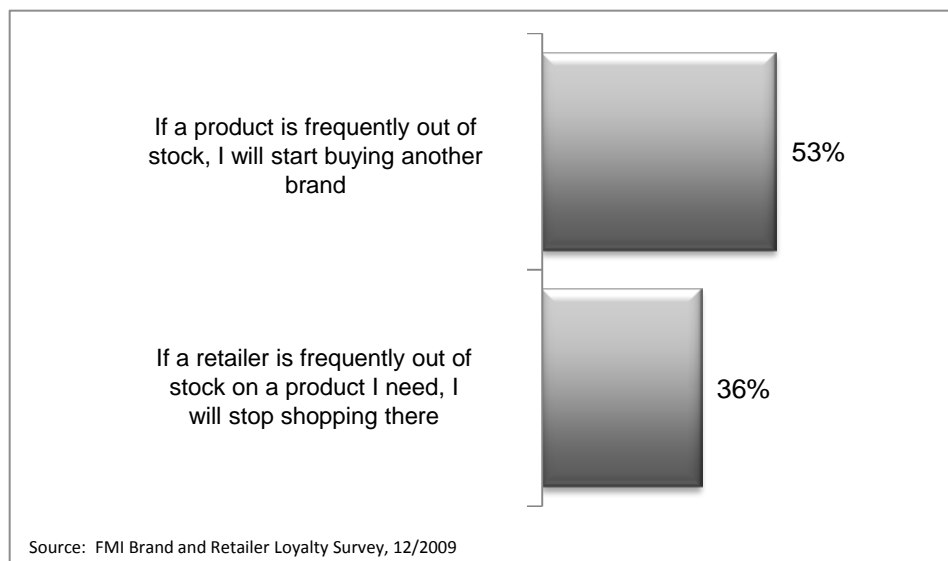 If a product is frequently out of
stock, I will start buying another
brand
53%
If a retailer is frequently out of
stock on a product I need, I
will stop shopping there
36%
Source:  FMI Brand and Retailer Loyalty Survey, 12/2009